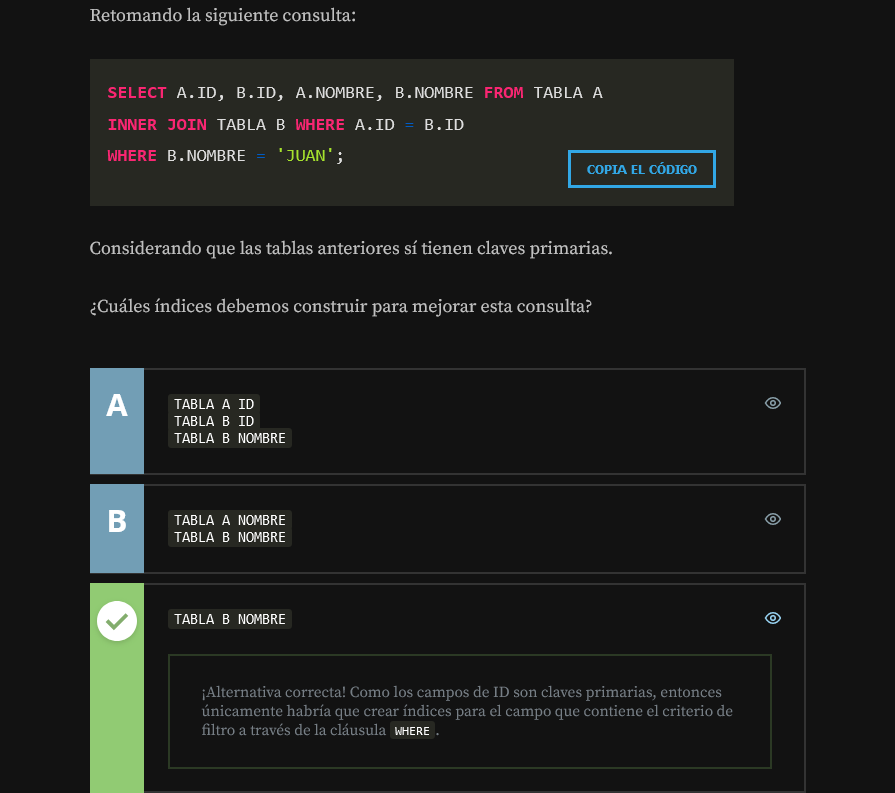 Retomando la siguiente consulta:
SELECT A.ID, B.ID, A.NOMBRE, B.NOMBRE FROM TABLA A
INNER JOIN TABLA B WHERE A.ID = B.ID
WHERE B.NOMBRE = 'JUAN';
COPIA EL CÓDIGO
Considerando que las tablas anteriores sí tienen claves primarias.
¿Cuáles índices debemos construir para mejorar esta consulta?
A
TABLA A ID
TABLA B ID
TABLA B NOMBRE
B
TABLA A NOMBRE
TABLA B NOMBRE
TABLA B NOMBRE
¡Alternativa correcta! Como los campos de ID son claves primarias, entonces
únicamente habría que crear índices para el campo que contiene el criterio de
filtro a través de la cláusula WHERE.